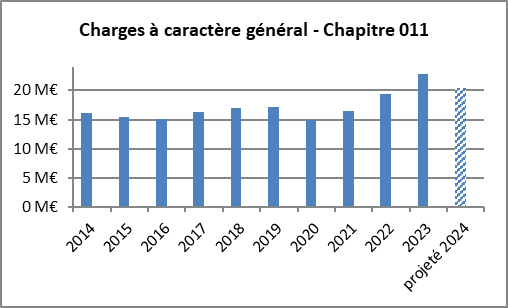 Charges à caractère général - Chapitre 011
20 M€
15 M€
10 M€
5 M€
0 M€
2014
2015
2016
2017
2018
2019
2020
2021
2022
2023
projeté 2024